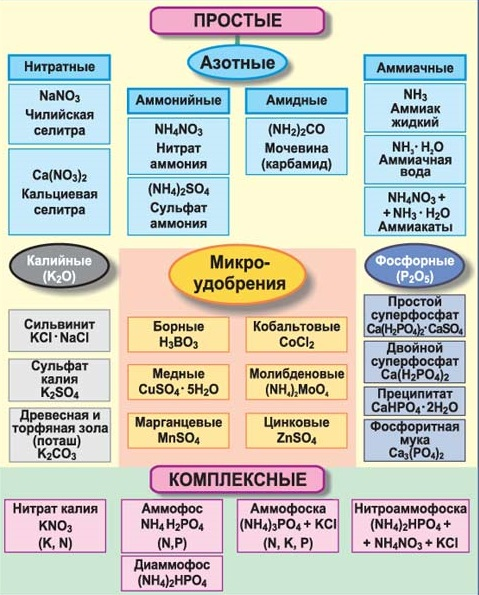 ПРОСТЫЕ
Азотные
Нитратные
NaNO3
Чилийская
селитра
Ca(NO3)2
Кальциевая
селитра
Аммонийные
NH4NO3
Нитрат
аммония
(NH4)2SO4
Сульфат
аммония
Амидные
(NH2)2CO
Мочевина
(карбамид)
Аммиачные
NH3
Аммиак
жидкий
NH3· H2O
Аммиачная
вода
NH4NO3 +
+ NH3 · H2O
Аммиакаты
Калийные
(K2O)
Сильвинит
KCl · NaCl
Сульфат
калия
K2SO4
Древесная и
торфяная зола
(поташ)
K2CO3
Микро-
удобрения
Борные
H3BO3
Кобальтовые
CoCl2
Медные
CuSO4 · 5H2O
Молибденовые
(NH4)2MoO4
Марганцевые
MnSO4
Цинковые
ZnSO4
Фосфорные
(P2O5)
Простой
суперфосфат
Ca(H2PO4)2·CaSO4
Двойной
суперфосфат
Ca(H2PO4)2
Преципитат
CaHPO4 · 2H2O
Фосфоритная
мука
Ca3(PO4)2
КОМПЛЕКСНЫЕ
Нитрат калия
KNO3
(K, N)
Аммофос
NH4 H2PO4
(N,P)
Диаммофос
(NH4)2HPO4
Аммофоска
(NH4)3PO4 + KCl
(N, K, P)
Нитроаммофоска
(NH4)2HPO4 +
+ NH4NO3 + KCl